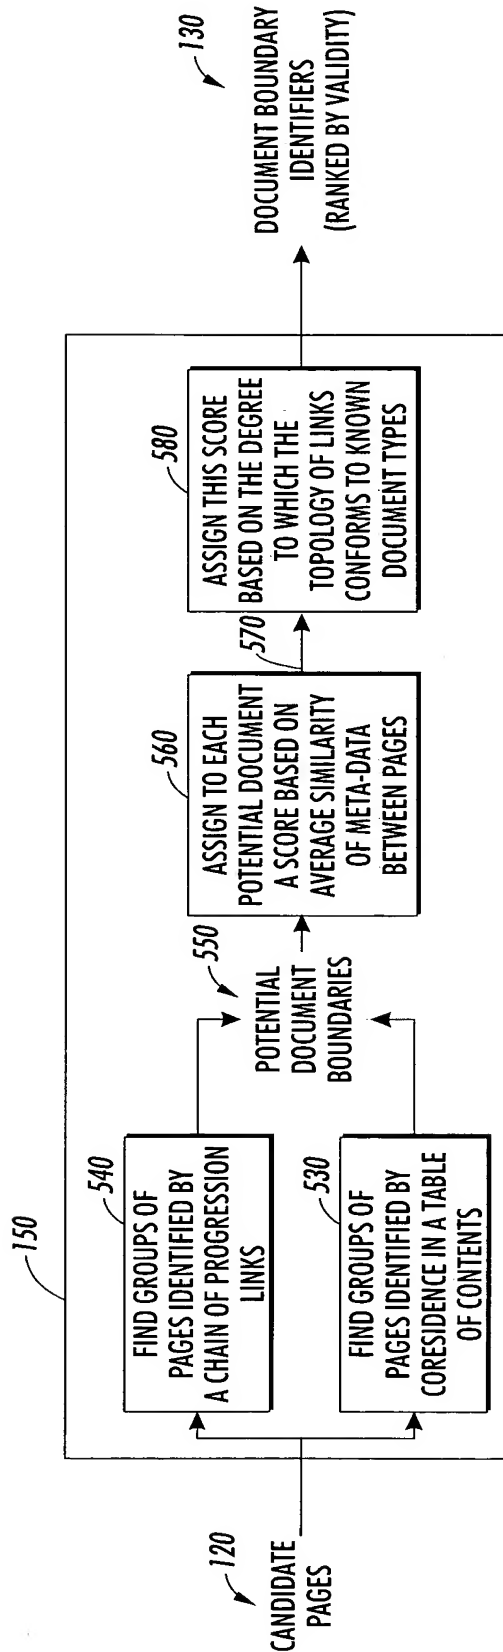 150
120
CANDIDATE
PAGES
540
FIND GROUPS OF
PAGES IDENTIFIED BY
A CHAIN OF PROGRESSION
LINKS
530
FIND GROUPS OF
PAGES IDENTIFIED BY
CORESIDENCE IN A TABLE
OF CONTENTS
550
POTENTIAL
DOCUMENT
BOUNDARIES
560
ASSIGN TO EACH
POTENTIAL DOCUMENT
A SCORE BASED ON
AVERAGE SIMILARITY
OF META-DATA
BETWEEN PAGES
570
580
ASSIGN THIS SCORE
BASED ON THE DEGREE
TO WHICH THE
TOPOLOGY OF LINKS
CONFORMS TO KNOWN
DOCUMENT TYPES
130
DOCUMENT BOUNDARY
IDENTIFIERS
(RANKED BY VALIDITY)